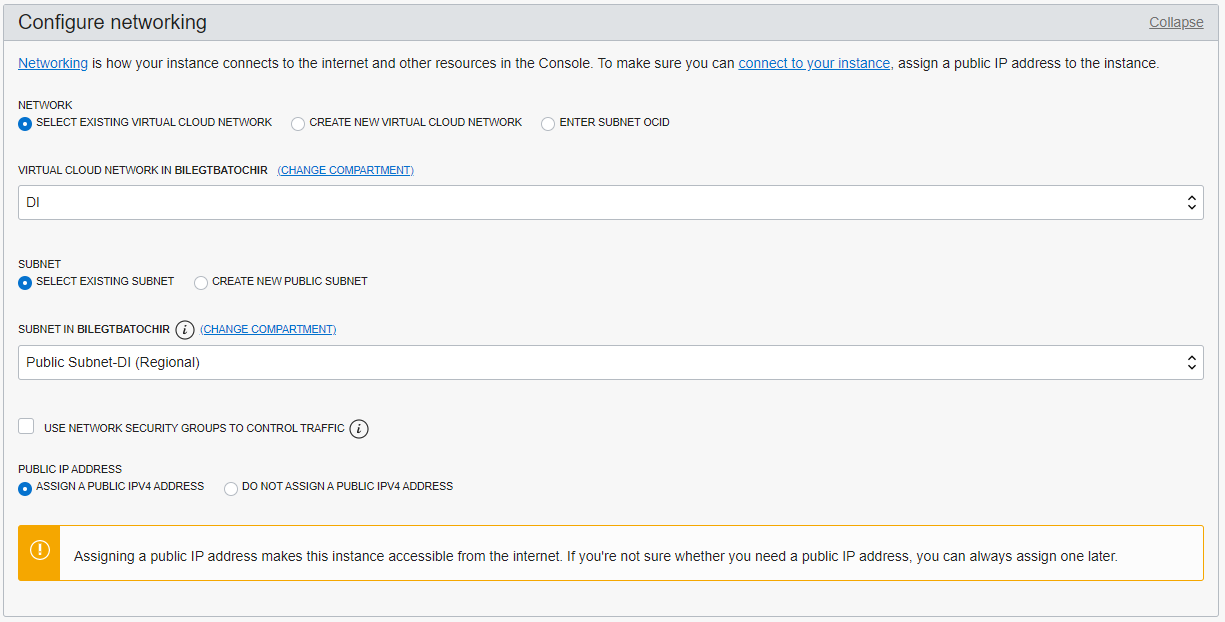 Configure networking
Collapse
Networking is how your instance connects to the internet and other resources in the Console. To make sure you can connect to your instance, assign a public IP address to the instance.
NETWORK
SELECT EXISTING VIRTUAL CLOUD NETWORK
CREATE NEW VIRTUAL CLOUD NETWORK
ENTER SUBNET OCID
VIRTUAL CLOUD NETWORK IN BILEGTBATOCHIR (CHANGE COMPARTMENT)
DI
SUBNET
SELECT EXISTING SUBNET
CREATE NEW PUBLIC SUBNET
SUBNET IN BILEGTBATOCHIR i (CHANGE COMPARTMENT)
Public Subnet-DI (Regional)
USE NETWORK SECURITY GROUPS TO CONTROL TRAFFIC i
PUBLIC IP ADDRESS
ASSIGN A PUBLIC IPV4 ADDRESS
DO NOT ASSIGN A PUBLIC IPV4 ADDRESS
Assigning a public IP address makes this instance accessible from the internet. If you're not sure whether you need a public IP address, you can always assign one later.